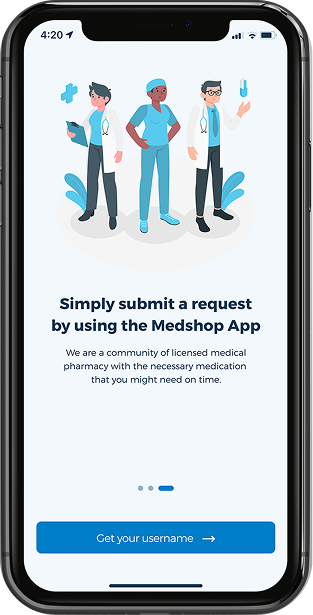 4:20
Simply submit a request
by using the Medshop App
We are a community of licensed medical
pharmacy with the necessary medication
that you might need on time.
Get your username →